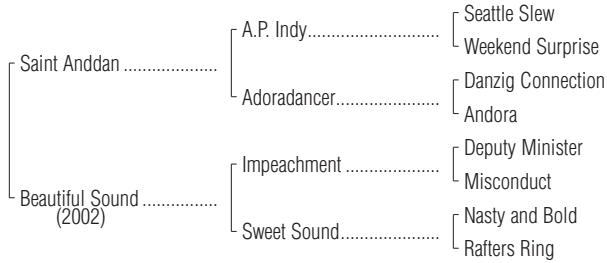 Seattle Slew
A.P. Indy..............................
Weekend Surprise
Saint Anddan ....................
Danzig Connection
Adoradancer.......................
Andora
Deputy Minister
Impeachment .....................
Misconduct
Beautiful Sound ................
(2002)
Nasty and Bold
Sweet Sound......................
Rafters Ring